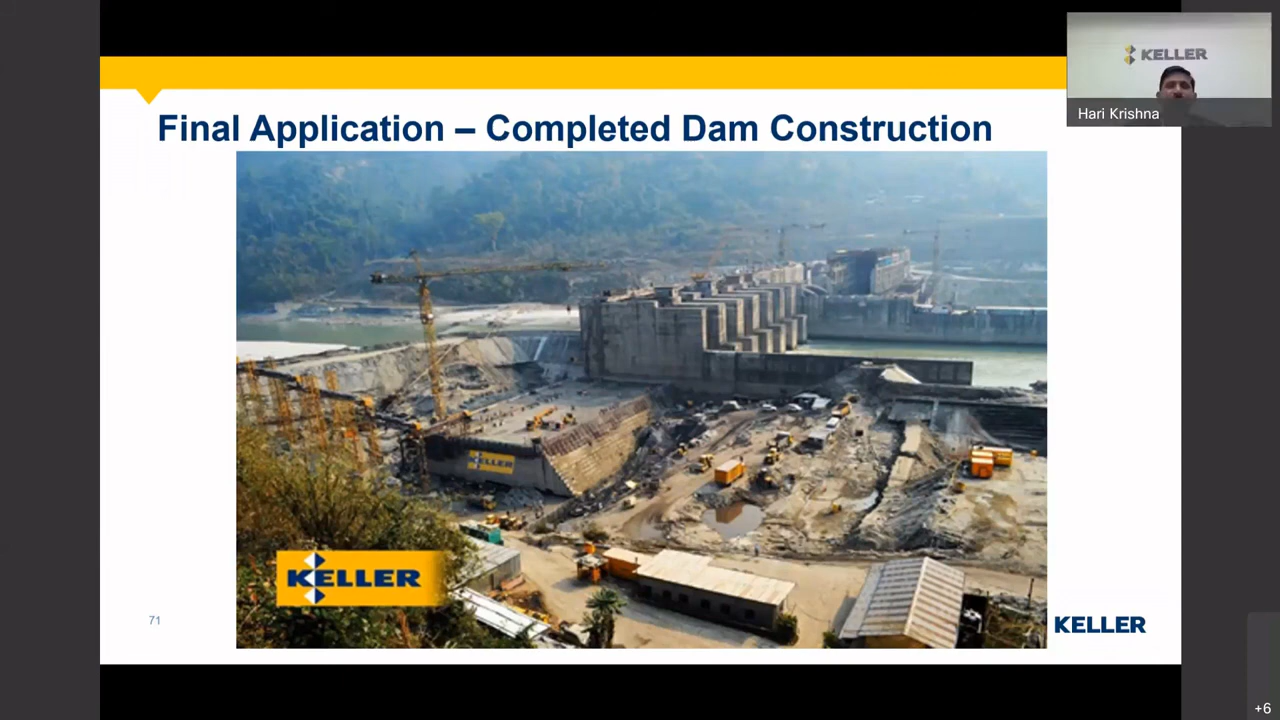 KELLER
Hari Krishna
Final Application – Completed Dam Construction
KELLER
KELLER
71
KELLER
+6